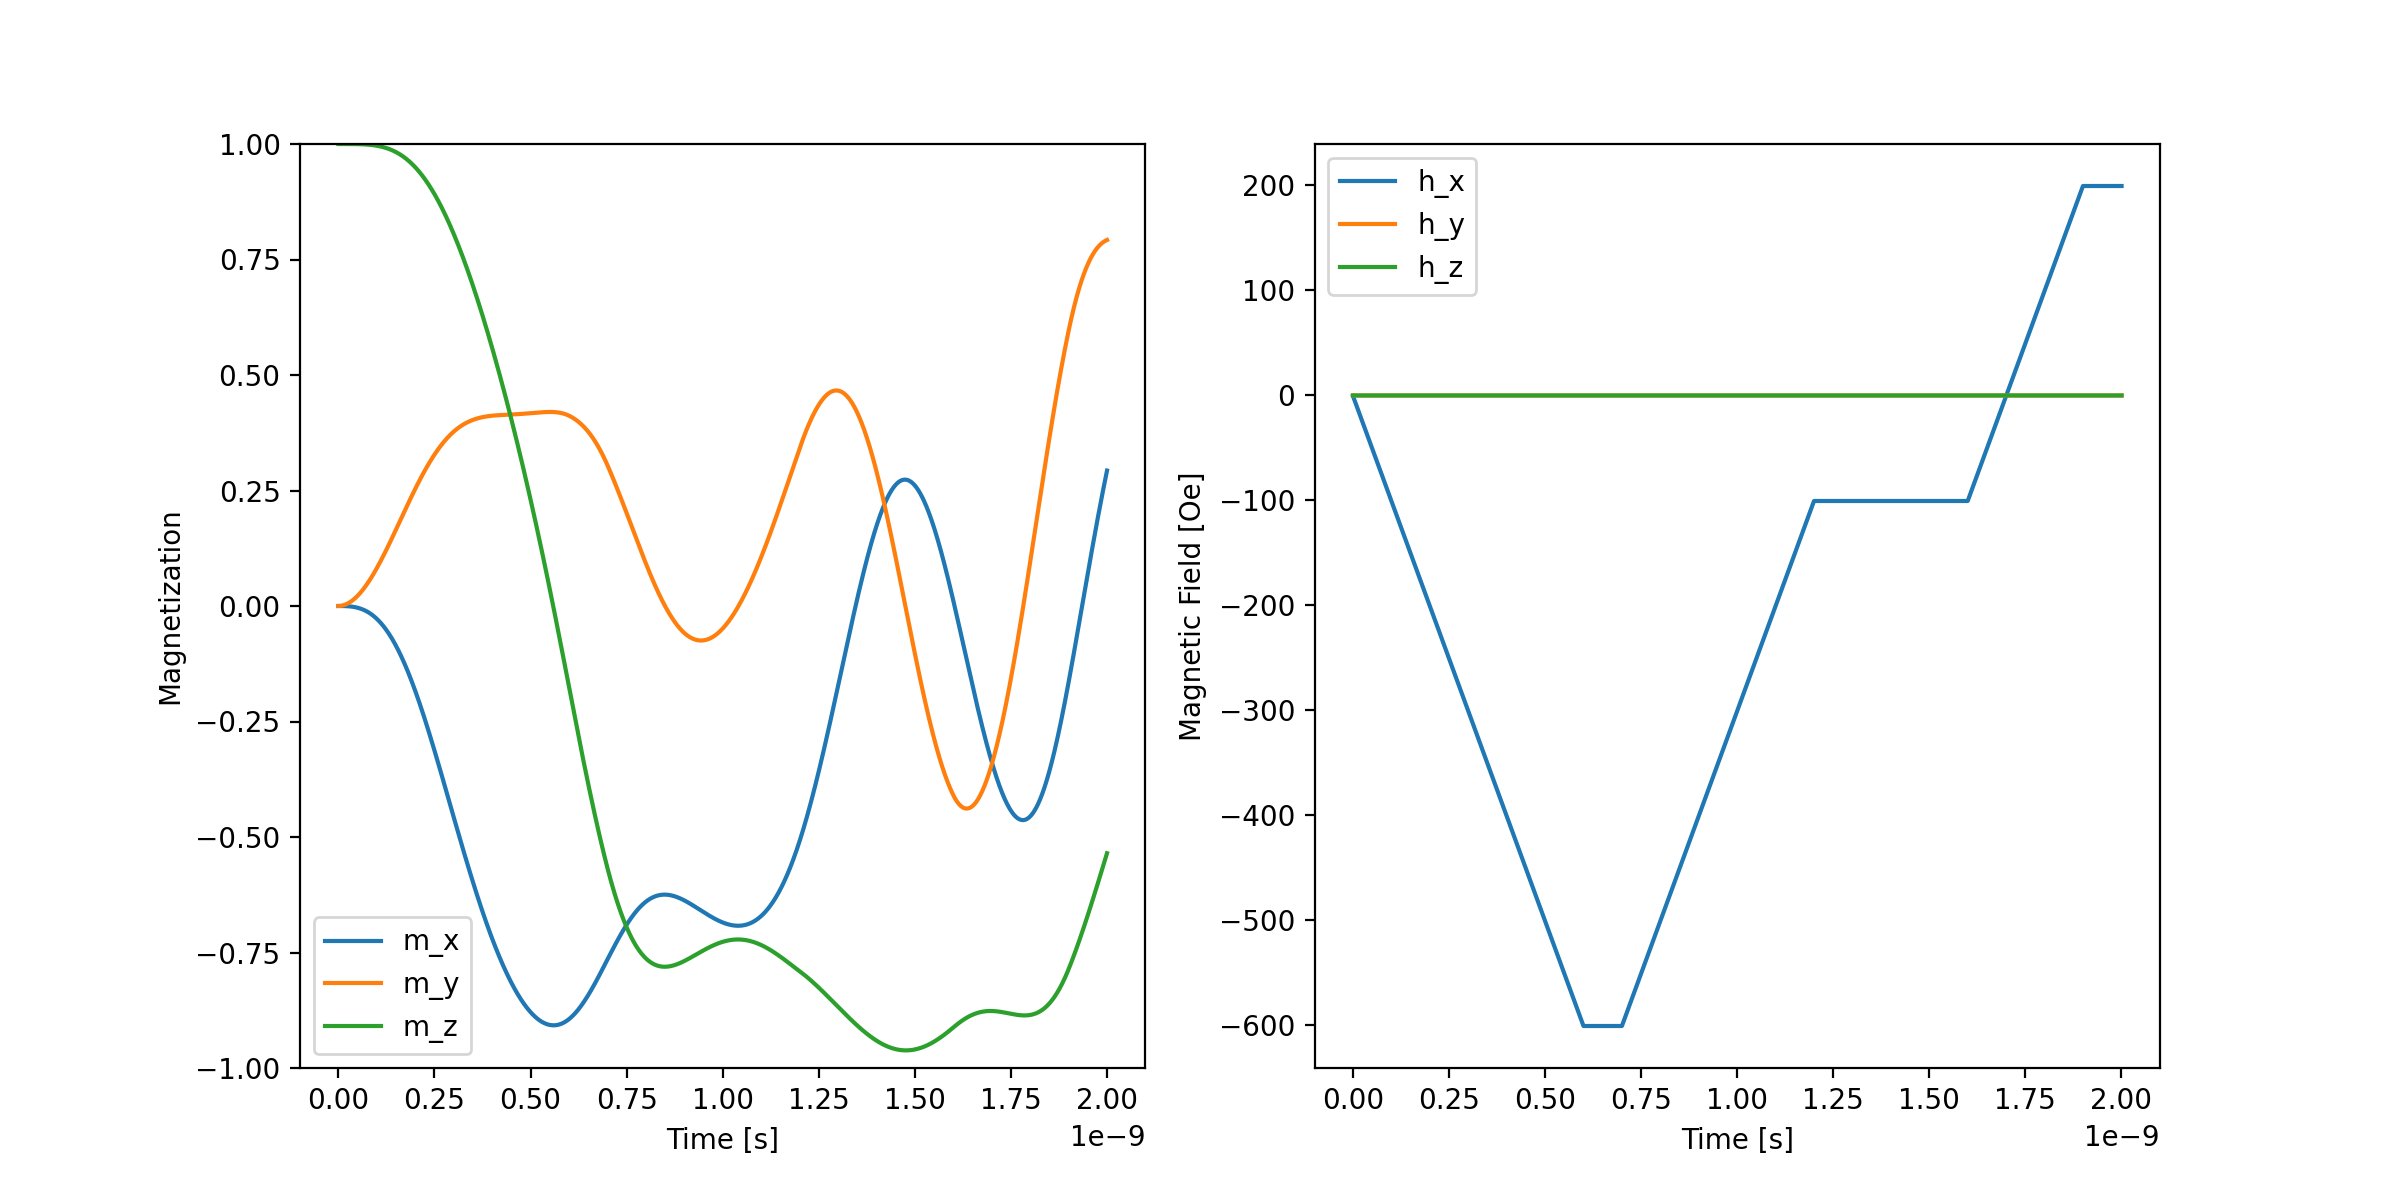 1.00
0.75
0.50
0.25
0.00
−0.25
−0.50
−0.75
−1.00
Magnetization
m_x
m_y
m_z
0.00 0.25 0.50 0.75 1.00 1.25 1.50 1.75 2.00
Time [s]
1e−9
200
100
0
−100
−200
−300
−400
−500
−600
Magnetic Field [Oe]
h_x
h_y
h_z
0.00 0.25 0.50 0.75 1.00 1.25 1.50 1.75 2.00
Time [s]
1e−9